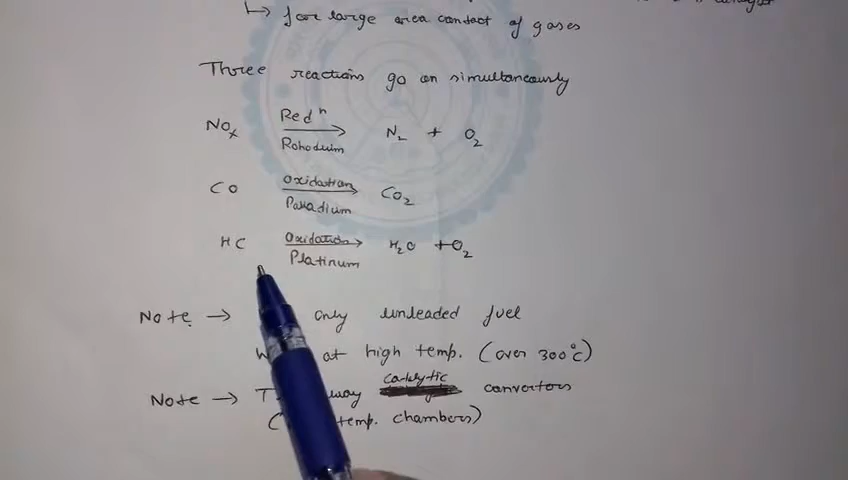 ↳ for large area contact of gases
Three reactions go on simultaneously
NOx Redⁿ → Rohoduim N₂ + O₂
CO Oxidation → Palladium CO₂
HC Oxidation → Platinum H₂O + O₂
Note → only unleaded fuel
at high temp. (over 300°C)
Note → way catalytic convertors
temp. chambers)